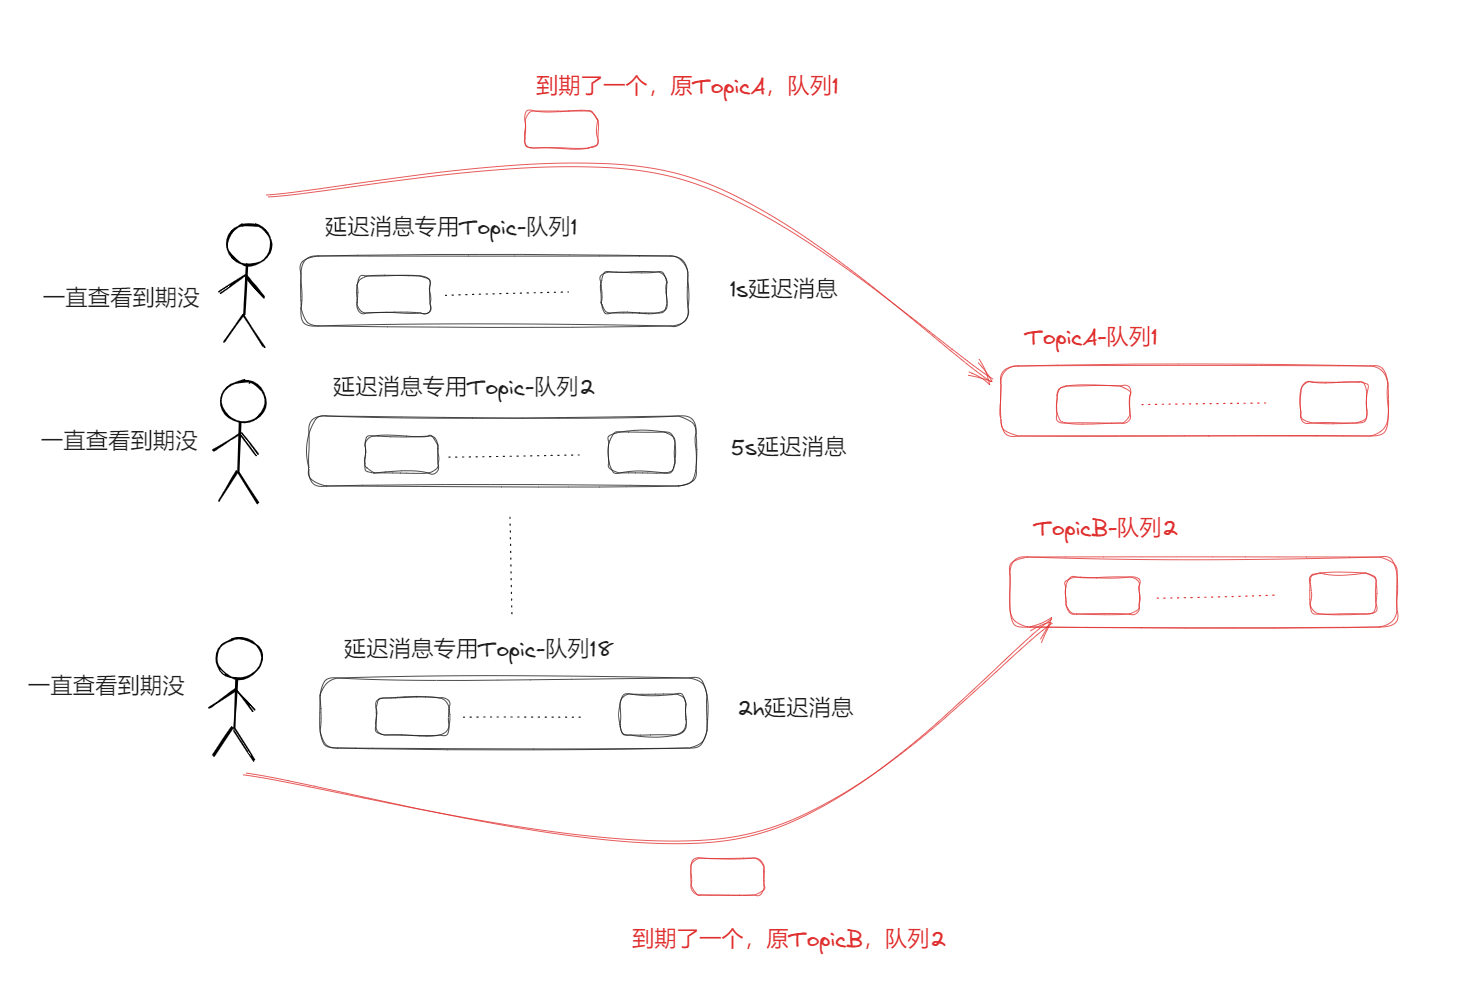 到期了一个，原TopicA，队列1
延迟消息专用Topic-队列1
一直查看到期没
1s延迟消息
TopicA-队列1
延迟消息专用Topic-队列2
一直查看到期没
5s延迟消息
TopicB-队列2
延迟消息专用Topic-队列18
一直查看到期没
2h延迟消息
到期了一个，原TopicB，队列2